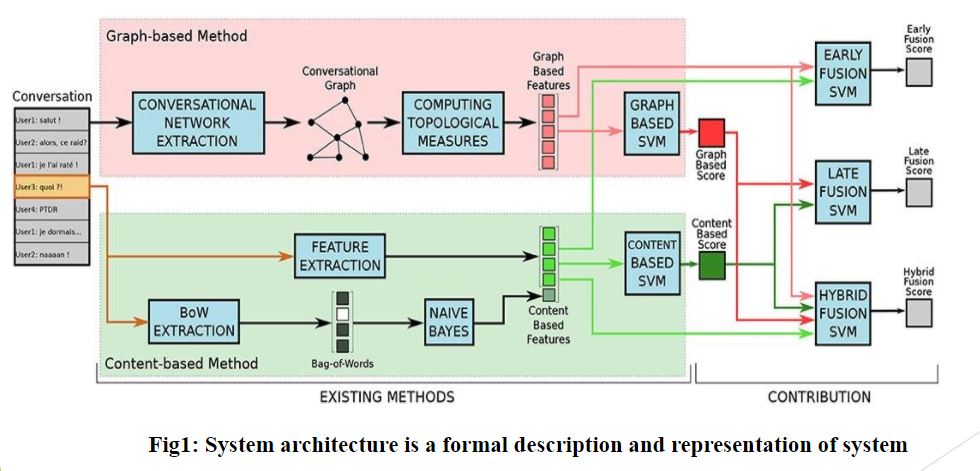 Graph-based Method
Conversation
User1: salut !
User2: alors, ce raid?
User1: je l'ai raté !
User3: quoi ?!
User4: PTDR
User1: je dormais...
User2: naaaan !
CONVERSATIONAL
NETWORK
EXTRACTION
Conversational
Graph
COMPUTING
TOPOLOGICAL
MEASURES
Graph
Based
Features
GRAPH
BASED
SVM
Graph
Based
Score
EARLY
FUSION
SVM
Early
Fusion
Score
LATE
FUSION
SVM
Late
Fusion
Score
FEATURE
EXTRACTION
BoW
EXTRACTION
Bag-of-Words
NAIVE
BAYES
Content
Based
Features
CONTENT
BASED
SVM
Content
Based
Score
HYBRID
FUSION
SVM
Hybrid
Fusion
Score
Content-based Method
EXISTING METHODS
CONTRIBUTION
Fig1: System architecture is a formal description and representation of system